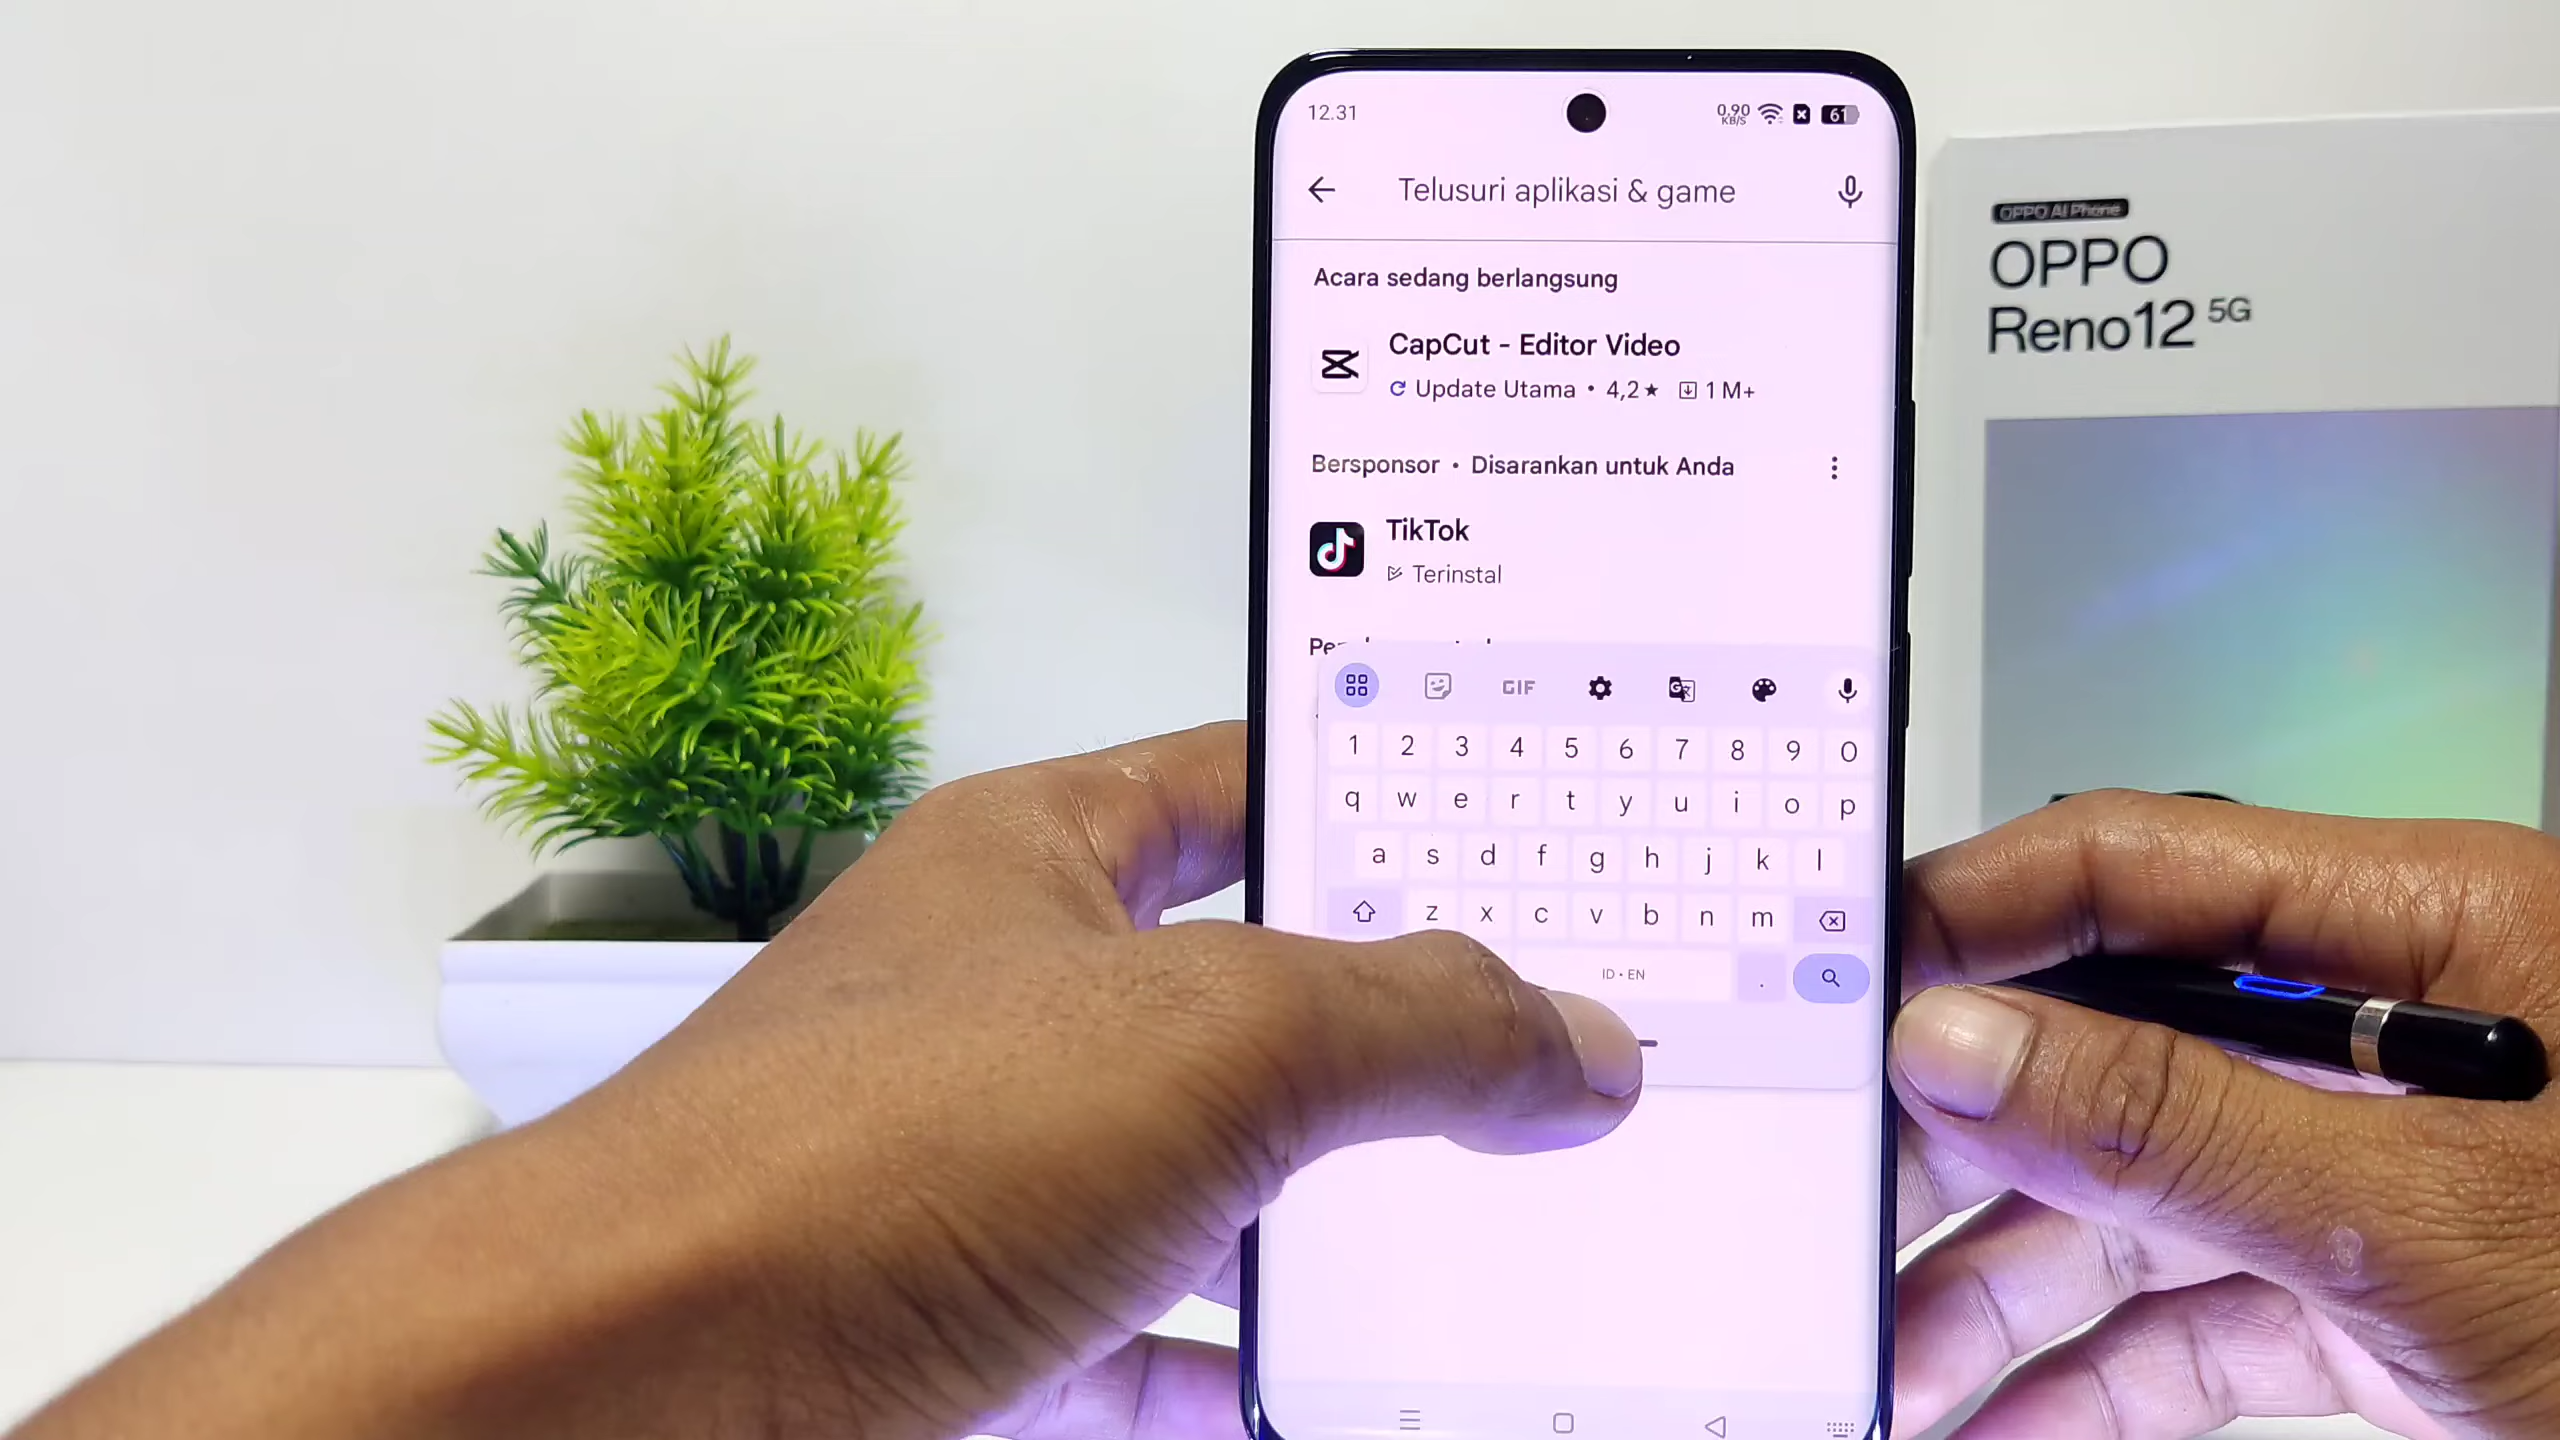 12.31
0,90
KB/S
61
Telusuri aplikasi & game
Acara sedang berlangsung
CapCut - Editor Video
Update Utama • 4,2★ 1 M+
Bersponsor • Disarankan untuk Anda
TikTok
Terinstal
GIF
1 2 3 4 5 6 7 8 9 0
q w e r t y u i o p
a s d f g h j k l
z x c v b n m
ID • EN .
OPPO AI Phone
OPPO
Reno12 5G